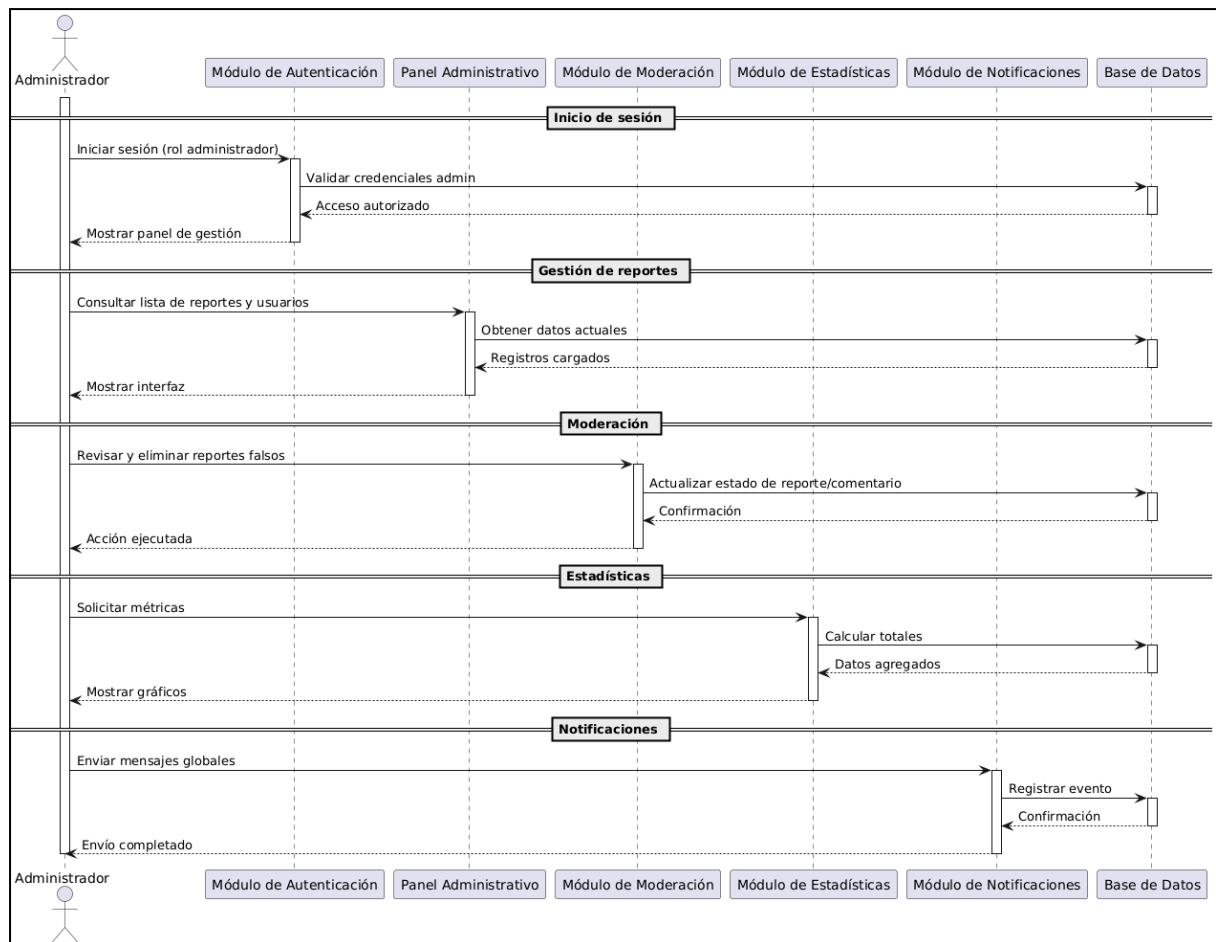 Administrador
Módulo de Autenticación
Panel Administrativo
Módulo de Moderación
Módulo de Estadísticas
Módulo de Notificaciones
Base de Datos
Inicio de sesión
Iniciar sesión (rol administrador)
Validar credenciales admin
Acceso autorizado
Mostrar panel de gestión
Gestión de reportes
Consultar lista de reportes y usuarios
Obtener datos actuales
Registros cargados
Mostrar interfaz
Moderación
Revisar y eliminar reportes falsos
Actualizar estado de reporte/comentario
Confirmación
Acción ejecutada
Estadísticas
Solicitar métricas
Calcular totales
Datos agregados
Mostrar gráficos
Notificaciones
Enviar mensajes globales
Registrar evento
Confirmación
Envío completado
Administrador
Módulo de Autenticación
Panel Administrativo
Módulo de Moderación
Módulo de Estadísticas
Módulo de Notificaciones
Base de Datos